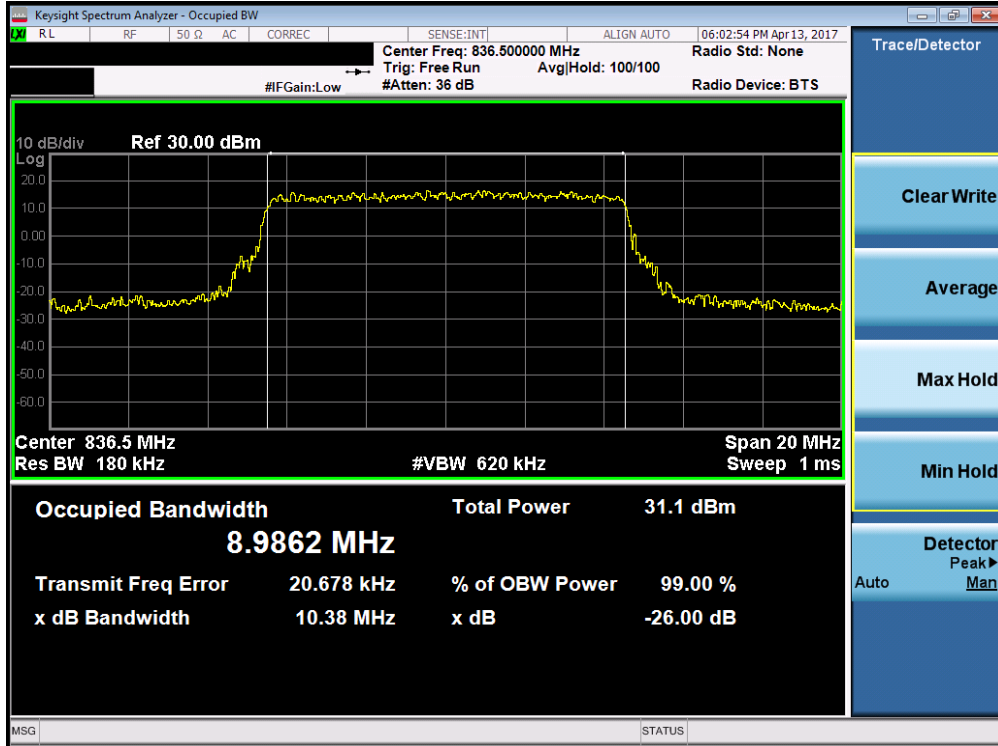 Keysight Spectrum Analyzer - Occupied BW
LXI RL RF 50 Ω AC CORREC SENSE:INT ALIGN AUTO 06:02:54 PM Apr 13, 2017
Center Freq: 836.500000 MHz Radio Std: None
Trig: Free Run Avg|Hold: 100/100
#IFGain:Low #Atten: 36 dB Radio Device: BTS
Trace/Detector
10 dB/div Ref 30.00 dBm
Log
20.0
10.0
0.00
-10.0
-20.0
-30.0
-40.0
-50.0
-60.0
Center 836.5 MHz Span 20 MHz
Res BW 180 kHz #VBW 620 kHz Sweep 1 ms
Occupied Bandwidth Total Power 31.1 dBm
8.9862 MHz
Transmit Freq Error 20.678 kHz % of OBW Power 99.00 %
x dB Bandwidth 10.38 MHz x dB -26.00 dB
Clear Write
Average
Max Hold
Min Hold
Detector
Peak▶
Auto Man
MSG STATUS